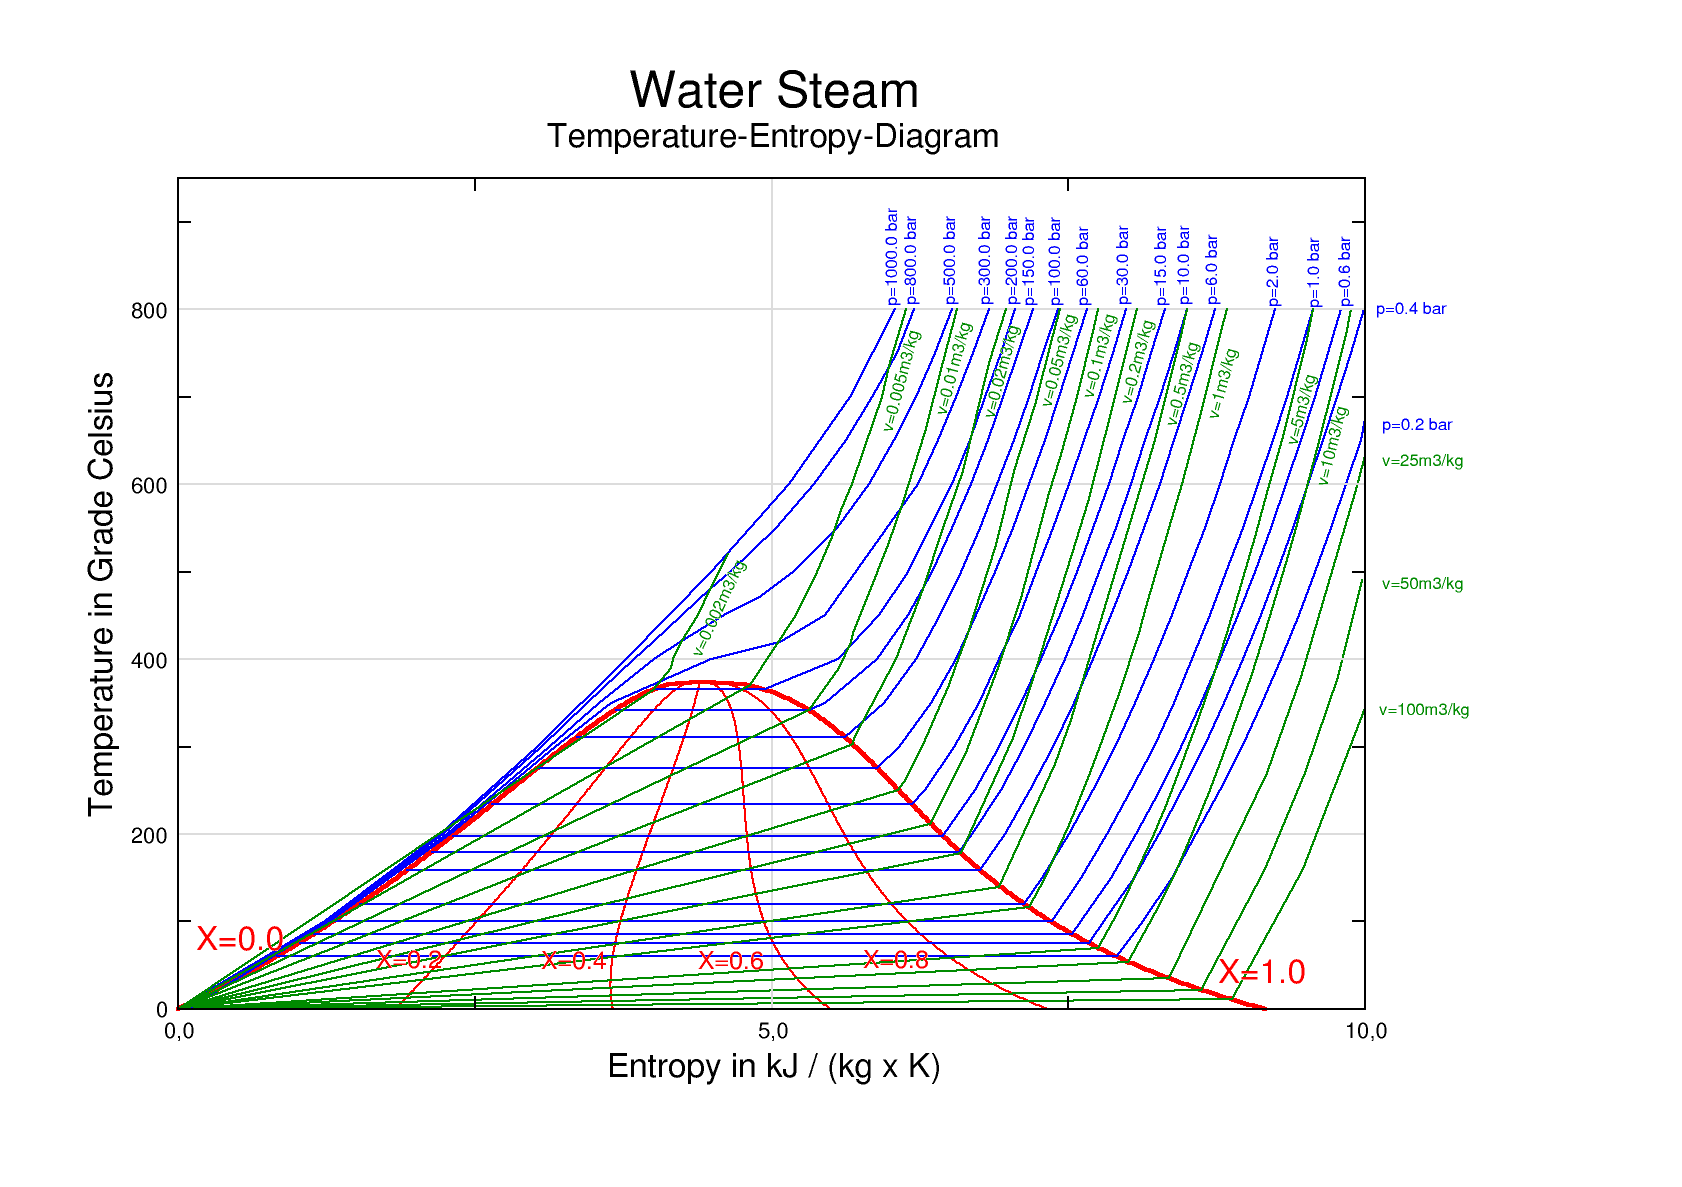 Water Steam
Temperature-Entropy-Diagram
p=1000.0 bar
p=800.0 bar
p=500.0 bar
p=300.0 bar
p=200.0 bar
p=150.0 bar
p=100.0 bar
p=60.0 bar
p=30.0 bar
p=15.0 bar
p=10.0 bar
p=6.0 bar
p=2.0 bar
p=1.0 bar
p=0.6 bar
p=0.4 bar
p=0.2 bar
v=0.002m3/kg
v=0.005m3/kg
v=0.01m3/kg
v=0.02m3/kg
v=0.05m3/kg
v=0.1m3/kg
v=0.2m3/kg
v=0.5m3/kg
v=1m3/kg
v=5m3/kg
v=10m3/kg
v=25m3/kg
v=50m3/kg
v=100m3/kg
Temperature in Grade Celsius
800
600
400
200
0
X=0.0
X=0.2
X=0.4
X=0.6
X=0.8
X=1.0
0,0
5,0
10,0
Entropy in kJ / (kg x K)